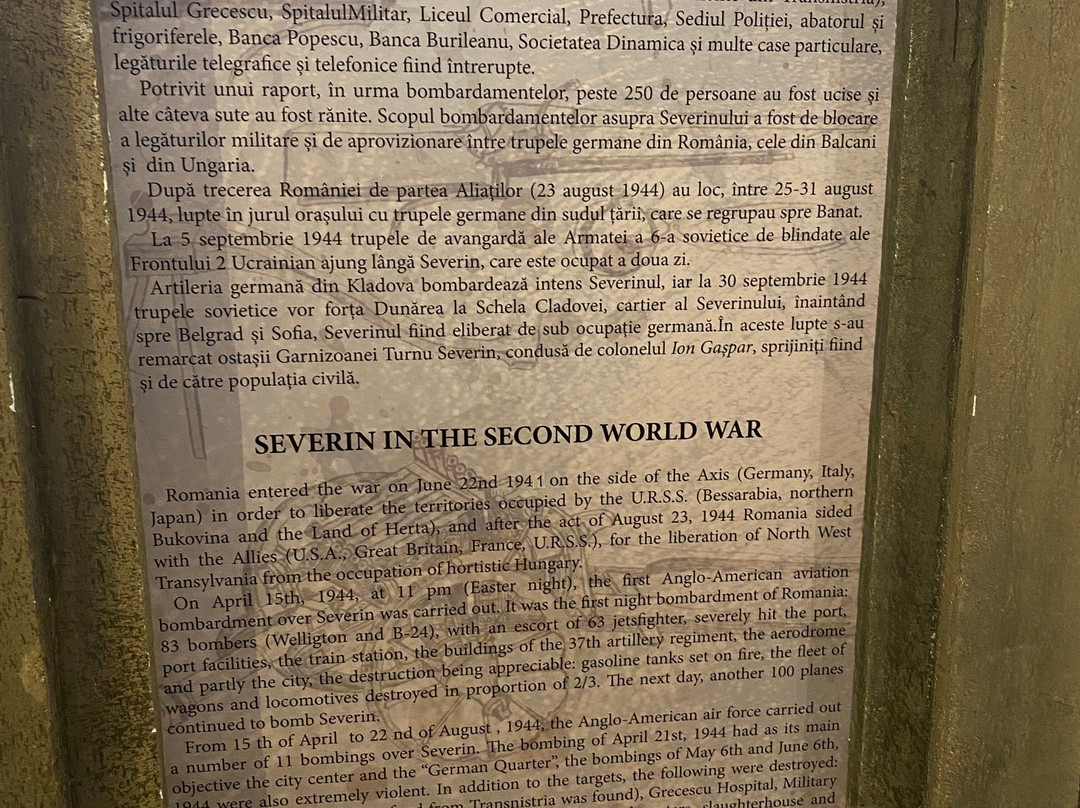 Spitalul Grecescu, SpitalulMilitar, Liceul Comercial, Prefectura, Sediul Poliției, abatorul și
frigoriferele, Banca Popescu, Banca Burileanu, Societatea Dinamica și multe case particulare,
legăturile telegrafice și telefonice fiind întrerupte.
Potrivit unui raport, în urma bombardamentelor, peste 250 de persoane au fost ucise și
alte câteva sute au fost rănite. Scopul bombardamentelor asupra Severinului a fost de blocare
a legăturilor militare și de aprovizionare între trupele germane din România, cele din Balcani
și din Ungaria.
După trecerea României de partea Aliaților (23 august 1944) au loc, între 25-31 august
1944, lupte în jurul orașului cu trupele germane din sudul țării, care se regrupau spre Banat.
La 5 septembrie 1944 trupele de avangardă ale Armatei a 6-a sovietice de blindate ale
Frontului 2 Ucrainian ajung lângă Severin, care este ocupat a doua zi.
Artileria germană din Kladova bombardează intens Severinul, iar la 30 septembrie 1944
trupele sovietice vor forța Dunărea la Schela Cladovei, cartier al Severinului, înaintând
spre Belgrad și Sofia, Severinul fiind eliberat de sub ocupație germană.În aceste lupte s-au
remarcat ostașii Garnizoanei Turnu Severin, condusă de colonelul Ion Gașpar, sprijiniți fiind
și de către populația civilă.
SEVERIN IN THE SECOND WORLD WAR
Romania entered the war on June 22nd 1941 on the side of the Axis (Germany, Italy,
Japan) in order to liberate the territories occupied by the U.R.S.S. (Bessarabia, northern
Bukovina and the Land of Herta), and after the act of August 23, 1944 Romania sided
with the Allies (U.S.A., Great Britain, France, U.R.S.S.), for the liberation of North West
Transylvania from the occupation of hortistic Hungary.
On April 15th, 1944, at 11 pm (Easter night), the first Anglo-American aviation
bombardment over Severin was carried out. It was the first night bombardment of Romania:
83 bombers (Welligton and B-24), with an escort of 63 jetsfighter, severely hit the port,
port facilities, the train station, the buildings of the 37th artillery regiment, the aerodrome
and partly the city, the destruction being appreciable: gasoline tanks set on fire, the fleet of
wagons and locomotives destroyed in proportion of 2/3. The next day, another 100 planes
continued to bomb Severin.
From 15 th of April to 22 nd of August , 1944, the Anglo-American air force carried out
a number of 11 bombings over Severin. The bombing of April 21st, 1944 had as its main
objective the city center and the “German Quarter”, the bombings of May 6th and June 6th,
1944 were also extremely violent. In addition to the targets, the following were destroyed:
from Transnistria was found), Grecescu Hospital, Military
slaughterhouse and